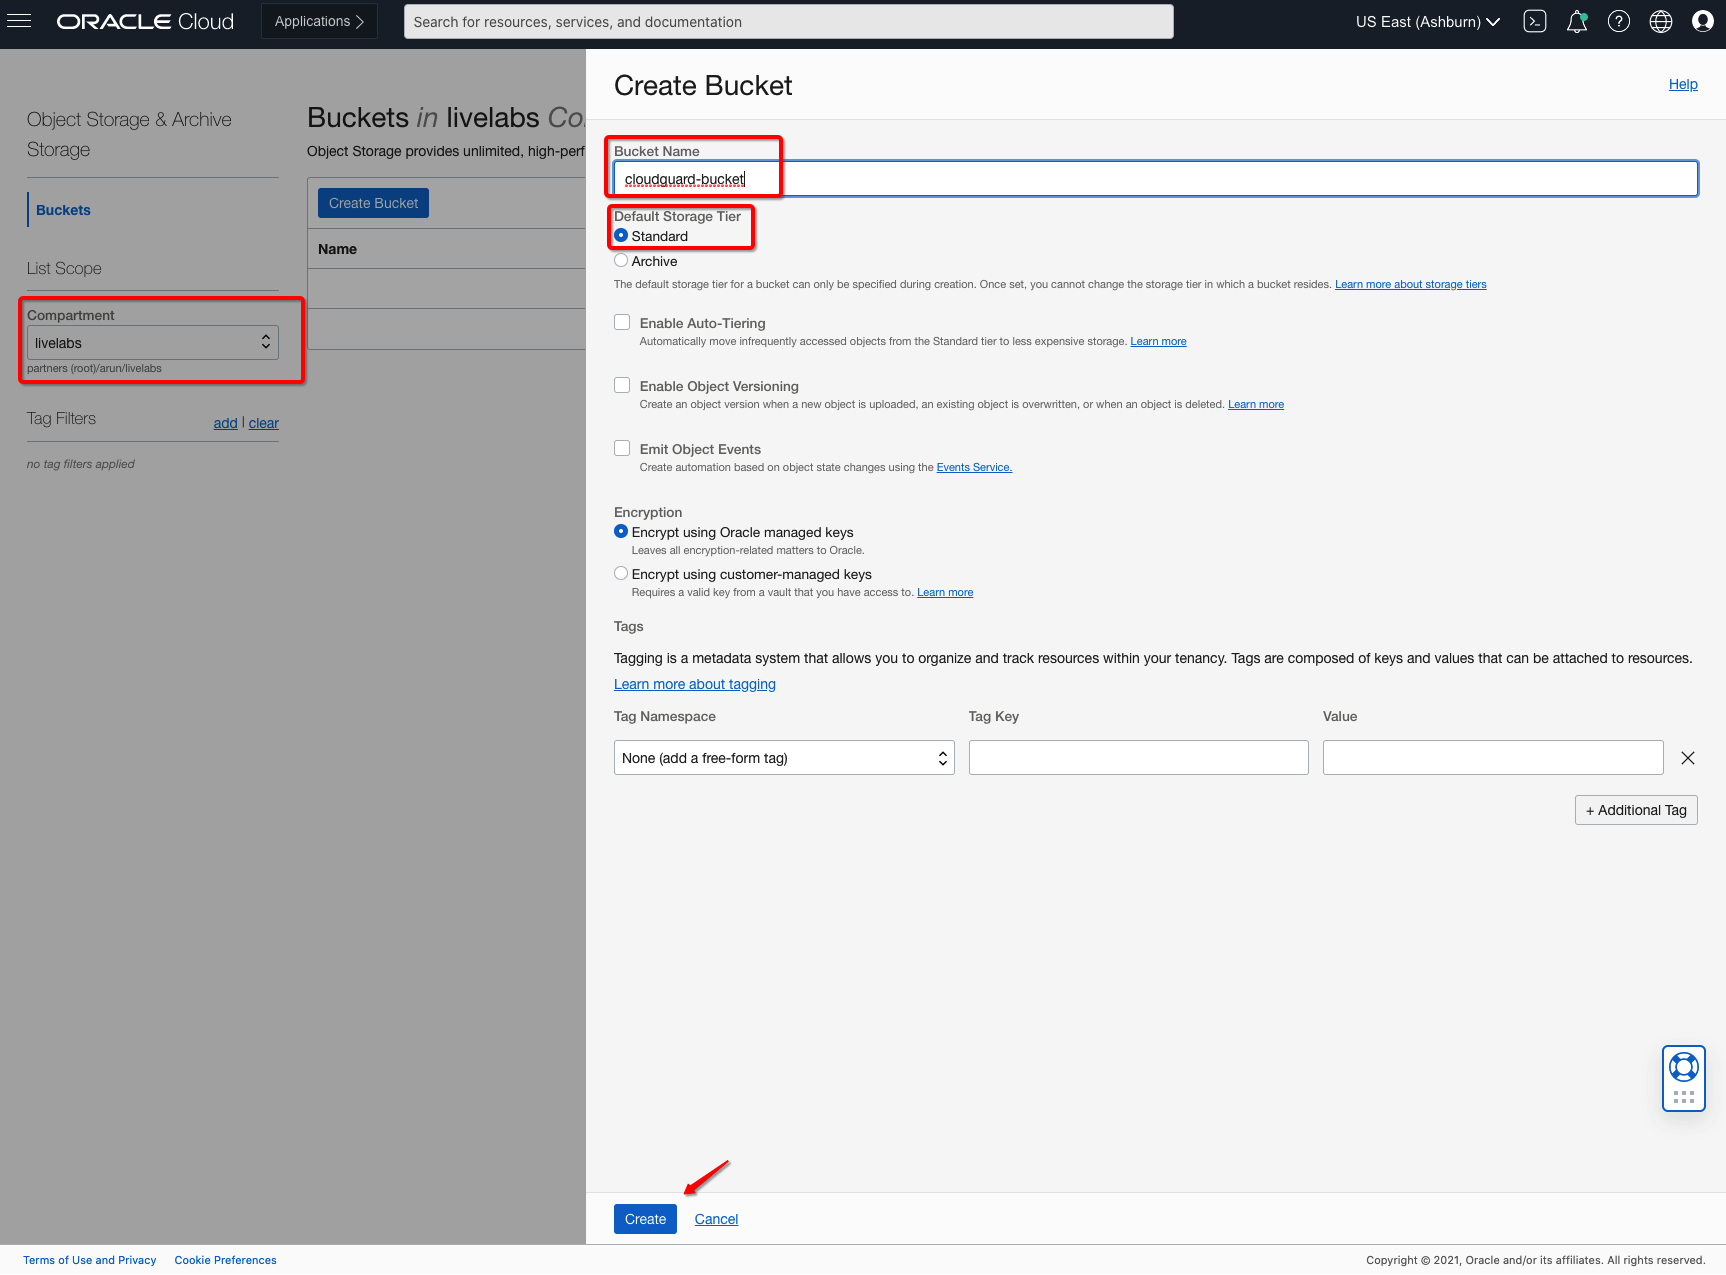 ORACLE Cloud
Applications
Search for resources, services, and documentation
US East (Ashburn)
Object Storage & Archive
Storage
Buckets
List Scope
Compartment
livelabs
partners (root)/arun/livelabs
Tag Filters
add | clear
no tag filters applied
Buckets in livelabs Co
Object Storage provides unlimited, high-perf
Create Bucket
Name
Create Bucket
Help
Bucket Name
cloudguard-bucket
Default Storage Tier
Standard
Archive
The default storage tier for a bucket can only be specified during creation. Once set, you cannot change the storage tier in which a bucket resides. Learn more about storage tiers
Enable Auto-Tiering
Automatically move infrequently accessed objects from the Standard tier to less expensive storage. Learn more
Enable Object Versioning
Create an object version when a new object is uploaded, an existing object is overwritten, or when an object is deleted. Learn more
Emit Object Events
Create automation based on object state changes using the Events Service.
Encryption
Encrypt using Oracle managed keys
Leaves all encryption-related matters to Oracle.
Encrypt using customer-managed keys
Requires a valid key from a vault that you have access to. Learn more
Tags
Tagging is a metadata system that allows you to organize and track resources within your tenancy. Tags are composed of keys and values that can be attached to resources.
Learn more about tagging
Tag Namespace
Tag Key
Value
None (add a free-form tag)
+ Additional Tag
Create
Cancel
Terms of Use and Privacy
Cookie Preferences
Copyright © 2021, Oracle and/or its affiliates. All rights reserved.